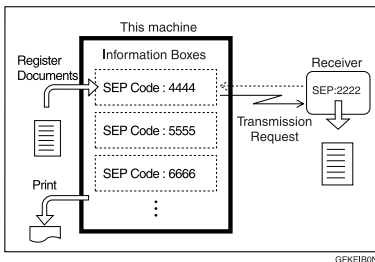 This machine
Information Boxes
Register
Documents
SEP Code : 4444
SEP Code : 5555
SEP Code : 6666
Print
Receiver
SEP:2222
Transmission
Request
GFKEIB0N